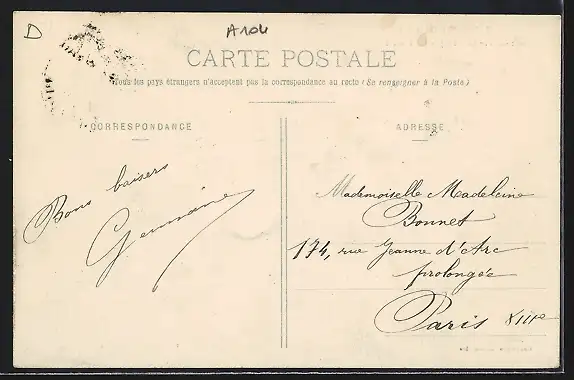 D
A104
CARTE POSTALE
Tous les pays étrangers n'acceptent pas la correspondance au recto (Se renseigner à la Poste)
CORRESPONDANCE
ADRESSE
Bons baisers
Germaine
Mademoiselle Madeleine
Bonnet
174, rue Jeanne d'Arc
prolongée
Paris XIIIe